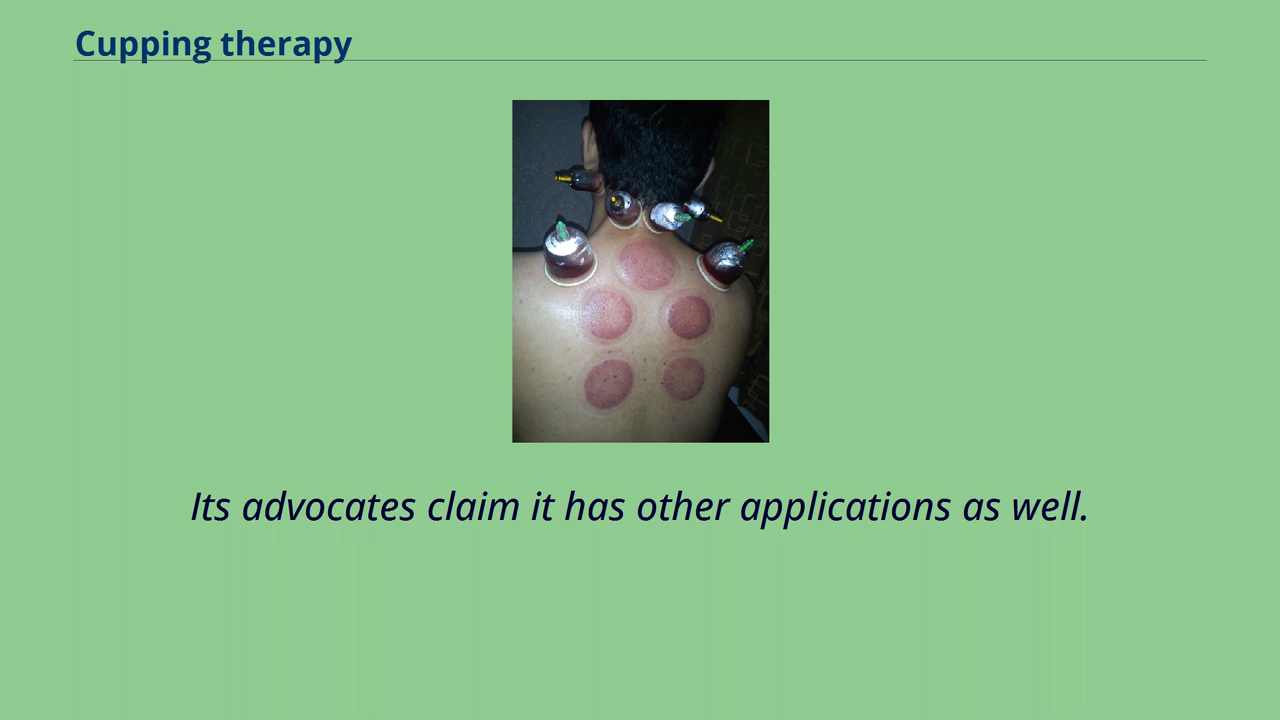 Cupping therapy
Its advocates claim it has other applications as well.